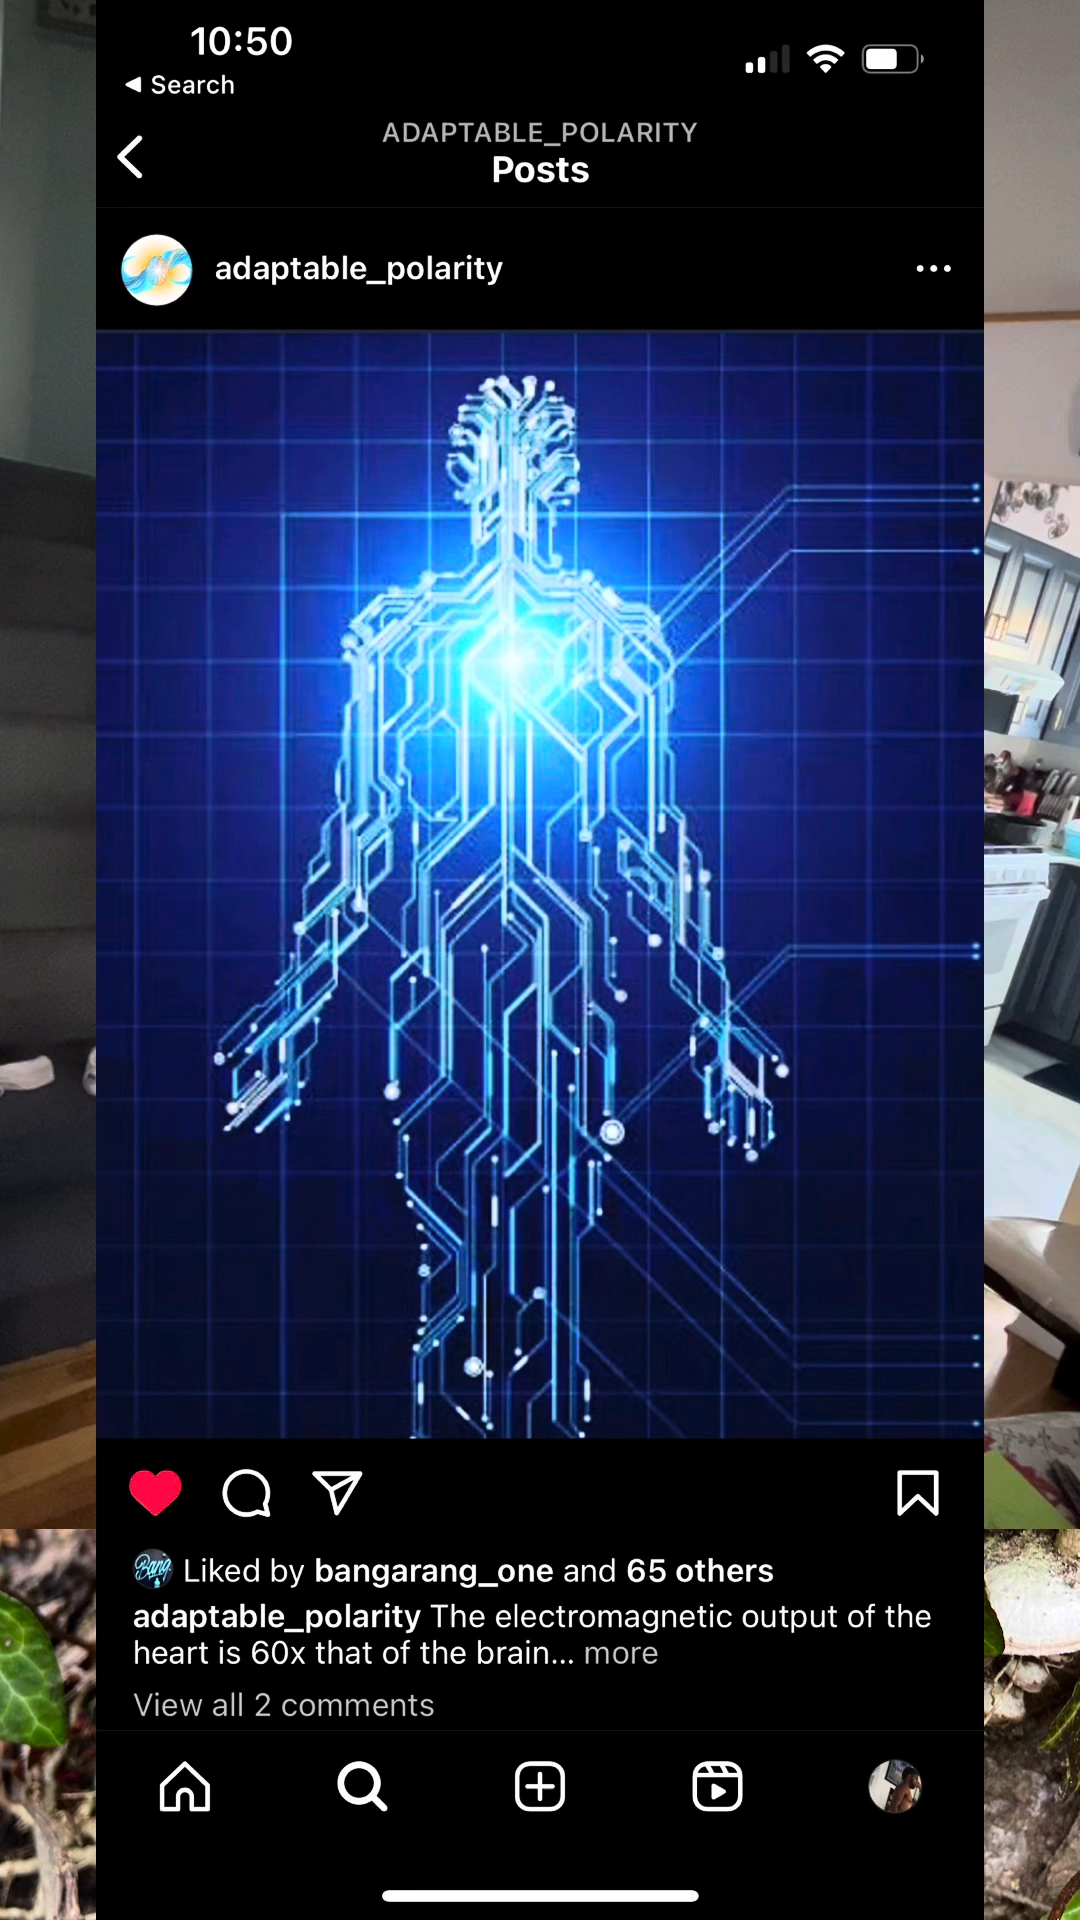 10:50
◀ Search
ADAPTABLE_POLARITY
Posts
adaptable_polarity
Bang.
Liked by bangarang_one and 65 others
adaptable_polarity The electromagnetic output of the
heart is 60x that of the brain... more
View all 2 comments